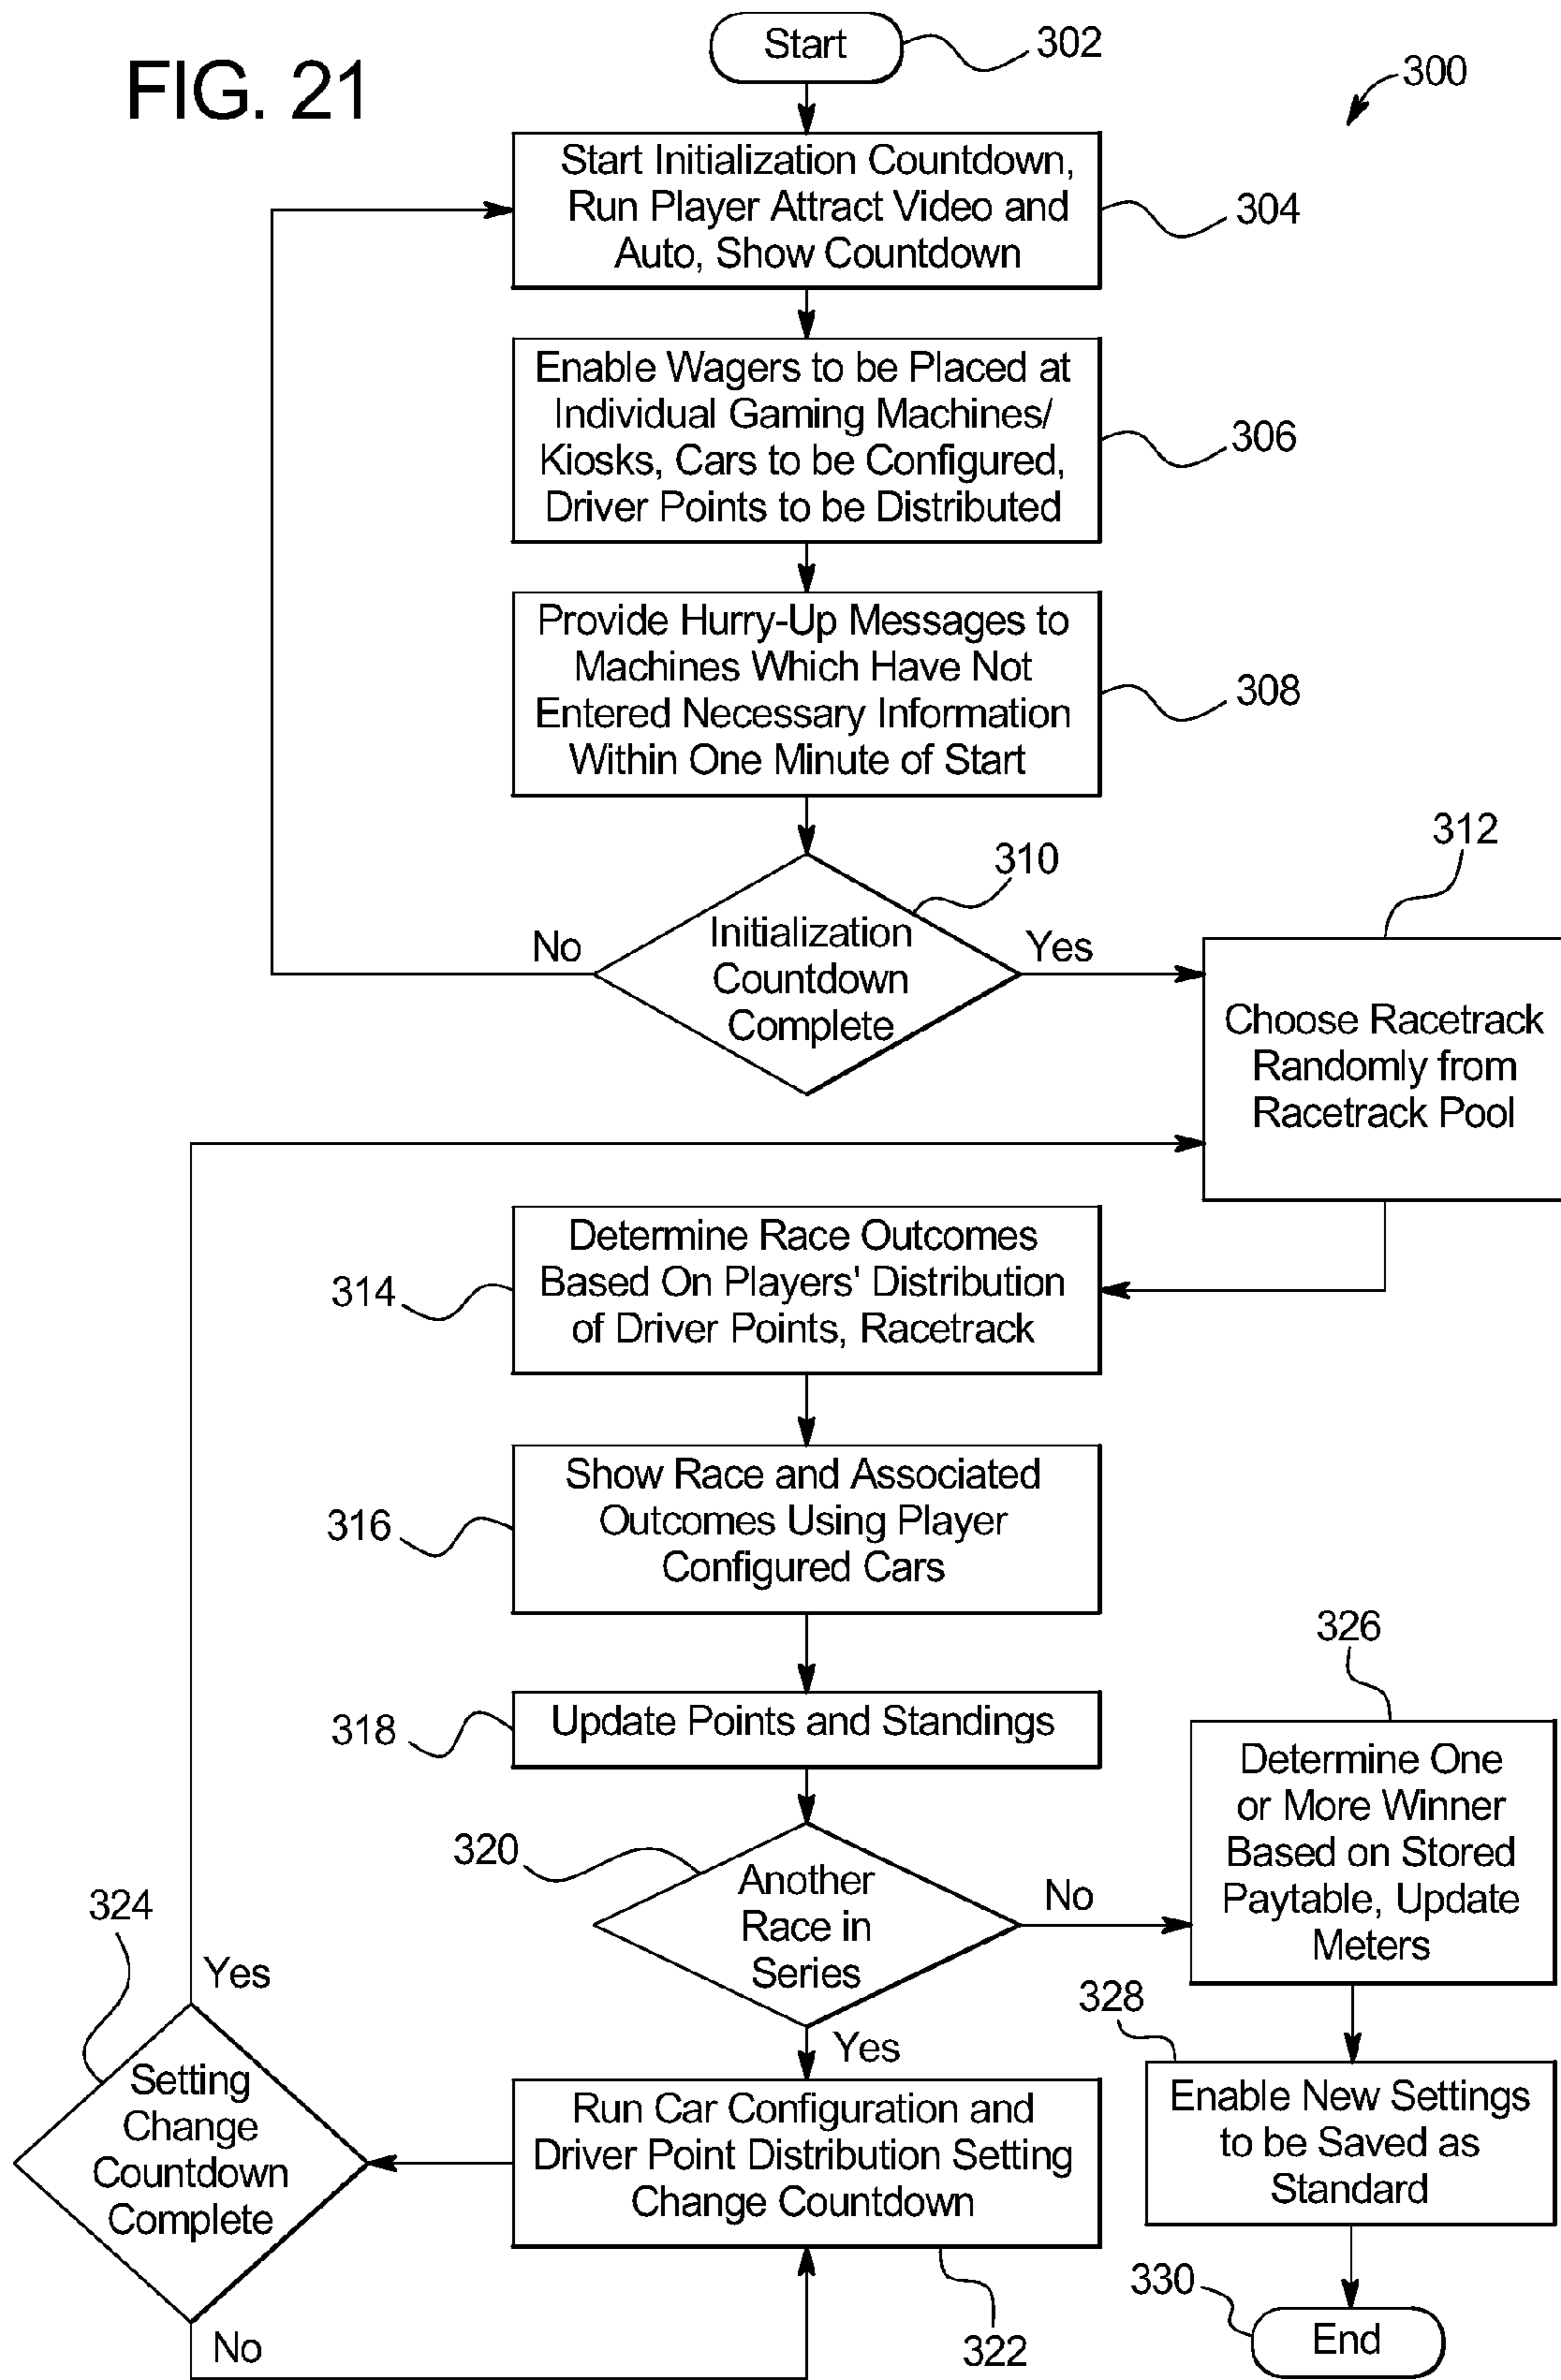 FIG. 21
Start
302
300
Start Initialization Countdown,
Run Player Attract Video and
Auto, Show Countdown
304
Enable Wagers to be Placed at
Individual Gaming Machines/
Kiosks, Cars to be Configured,
Driver Points to be Distributed
306
Provide Hurry-Up Messages to
Machines Which Have Not
Entered Necessary Information
Within One Minute of Start
308
310
Initialization
Countdown
Complete
No
Yes
312
Choose Racetrack
Randomly from
Racetrack Pool
314
Determine Race Outcomes
Based On Players' Distribution
of Driver Points, Racetrack
316
Show Race and Associated
Outcomes Using Player
Configured Cars
318
Update Points and Standings
320
Another
Race in
Series
No
Yes
326
Determine One
or More Winner
Based on Stored
Paytable, Update
Meters
324
Yes
Setting
Change
Countdown
Complete
No
Run Car Configuration and
Driver Point Distribution Setting
Change Countdown
322
328
Enable New Settings
to be Saved as
Standard
330
End